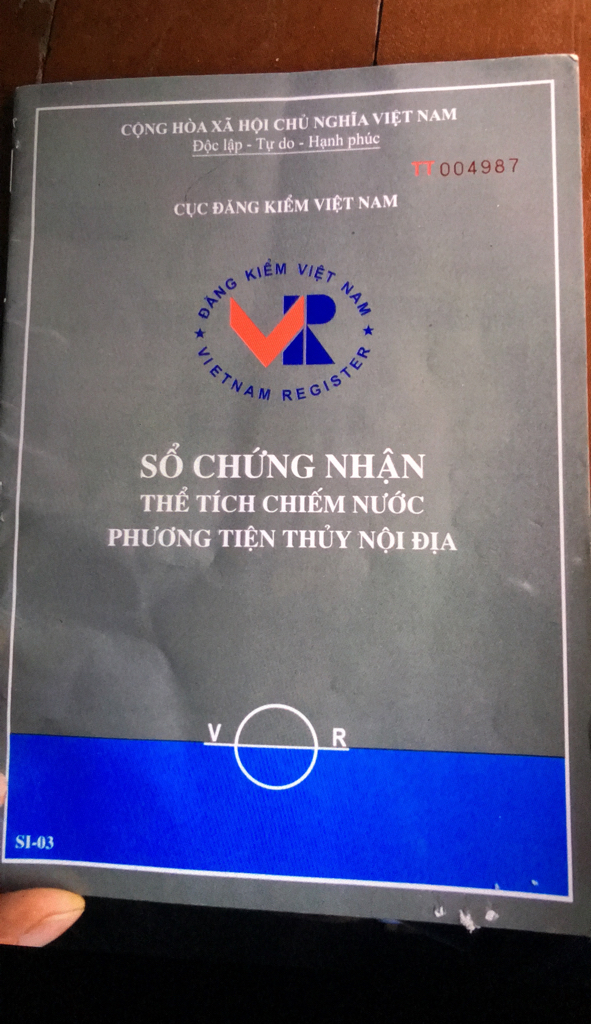 CỘNG HÒA XÃ HỘI CHỦ NGHĨA VIỆT NAM
Độc lập - Tự do - Hạnh phúc
TT 004987
CỤC ĐĂNG KIỂM VIỆT NAM
ĐĂNG KIỂM VIỆT NAM
VR
★ VIETNAM REGISTER ★
SỔ CHỨNG NHẬN
THỂ TÍCH CHIẾM NƯỚC
PHƯƠNG TIỆN THỦY NỘI ĐỊA
V R
SI-03